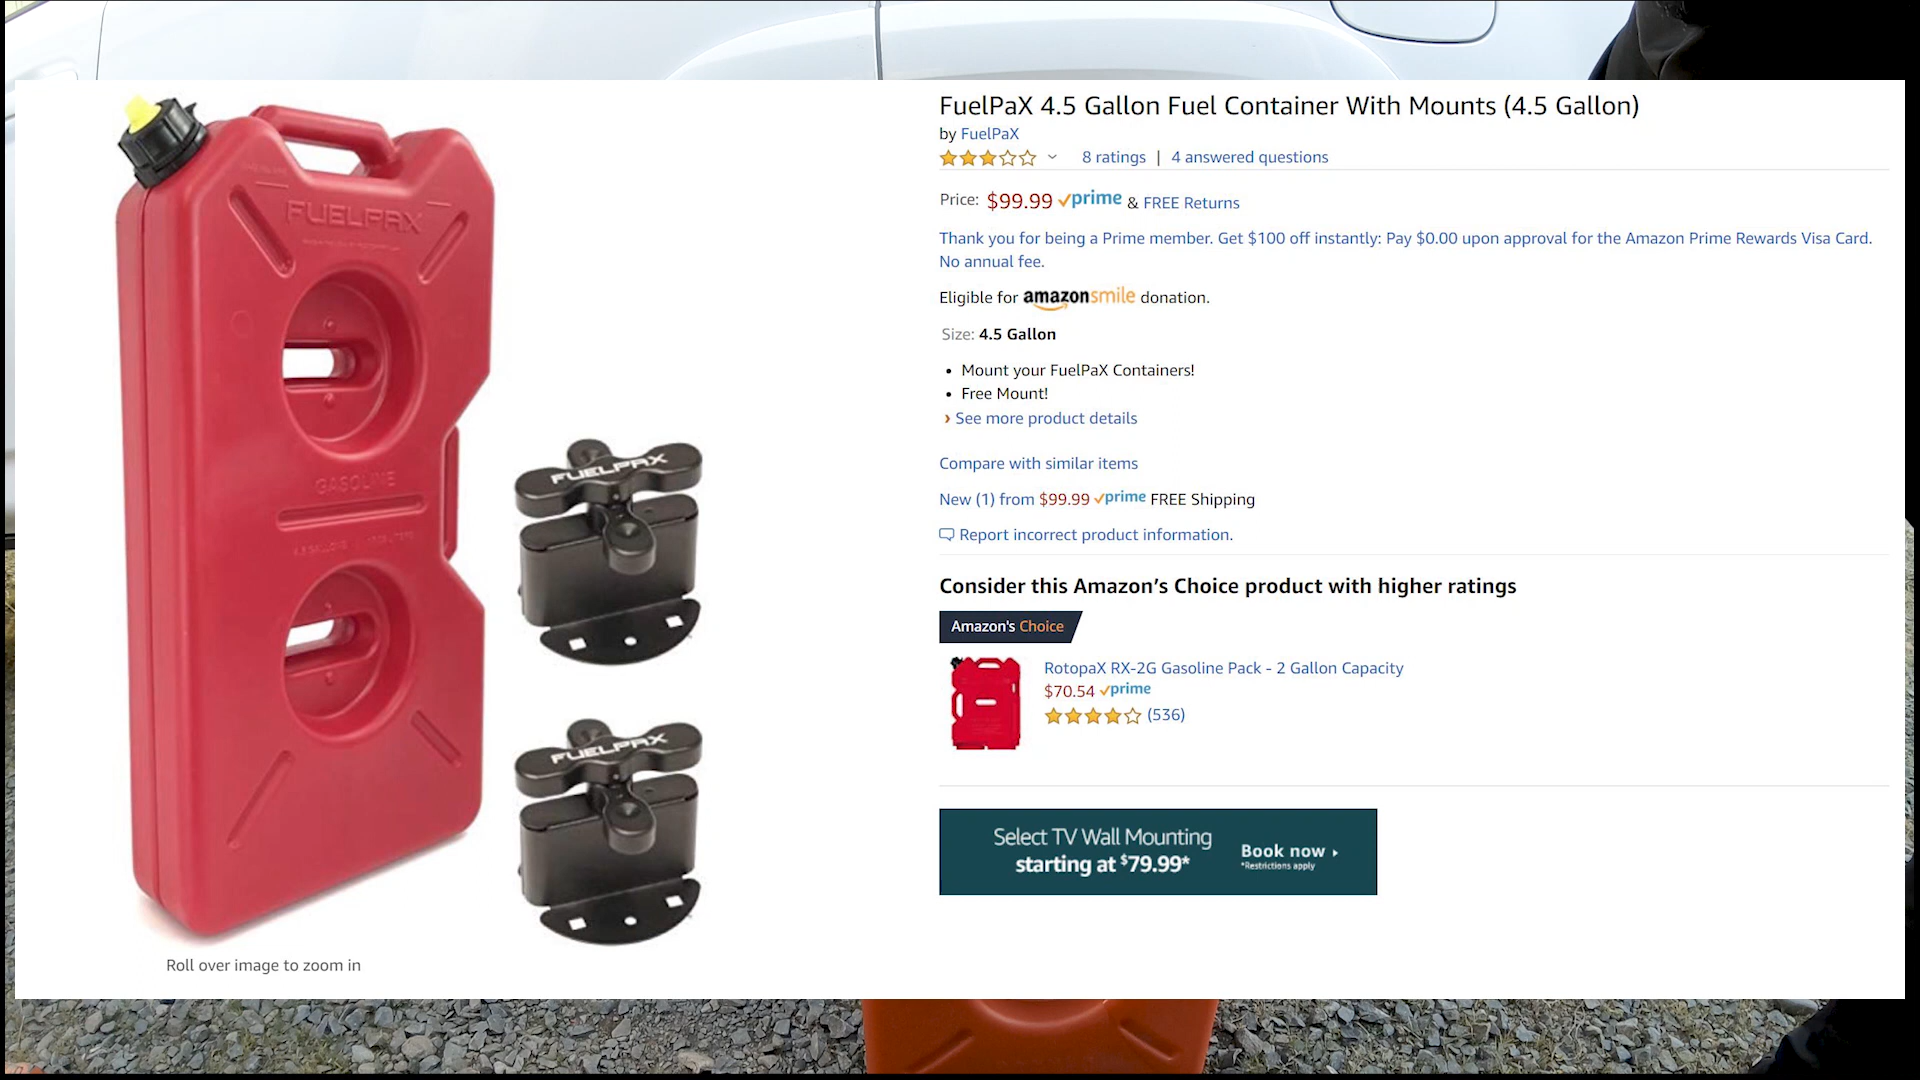 FuelPaX 4.5 Gallon Fuel Container With Mounts (4.5 Gallon)
by FuelPaX
8 ratings | 4 answered questions
Price: $99.99 prime & FREE Returns
Thank you for being a Prime member. Get $100 off instantly: Pay $0.00 upon approval for the Amazon Prime Rewards Visa Card.
No annual fee.
Eligible for amazonsmile donation.
Size: 4.5 Gallon
• Mount your FuelPaX Containers!
• Free Mount!
› See more product details
Compare with similar items
New (1) from $99.99 prime FREE Shipping
Report incorrect product information.
Consider this Amazon's Choice product with higher ratings
Amazon's Choice
RotopaX RX-2G Gasoline Pack - 2 Gallon Capacity
$70.54 prime
(536)
Select TV Wall Mounting
starting at $79.99*
Book now ▸
*Restrictions apply
FUELPAX
GASOLINE
FUELPAX
FUELPAX
Roll over image to zoom in